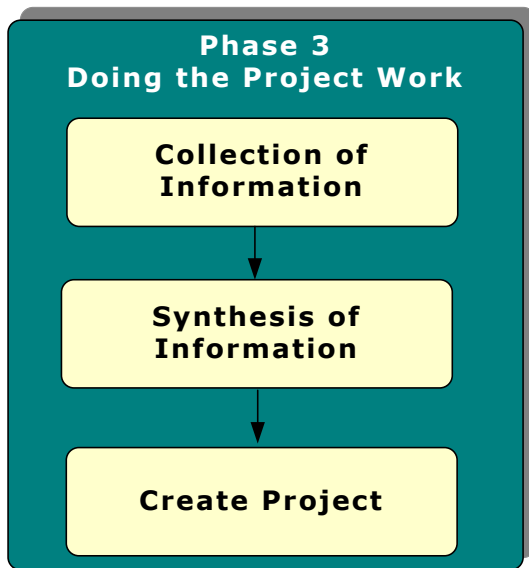 Phase 3
Doing the Project Work
Collection of
Information
Synthesis of
Information
Create Project